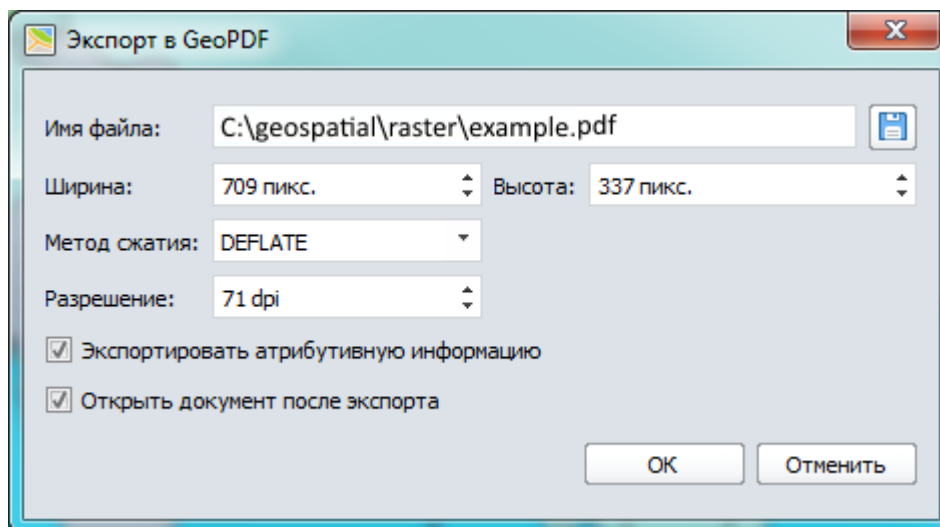 Экспорт в GeoPDF
Имя файла: C:\geospatial\raster\example.pdf
Ширина: 709 пикс. Высота: 337 пикс.
Метод сжатия: DEFLATE
Разрешение: 71 dpi
Экспортировать атрибутивную информацию
Открыть документ после экспорта
OK Отменить